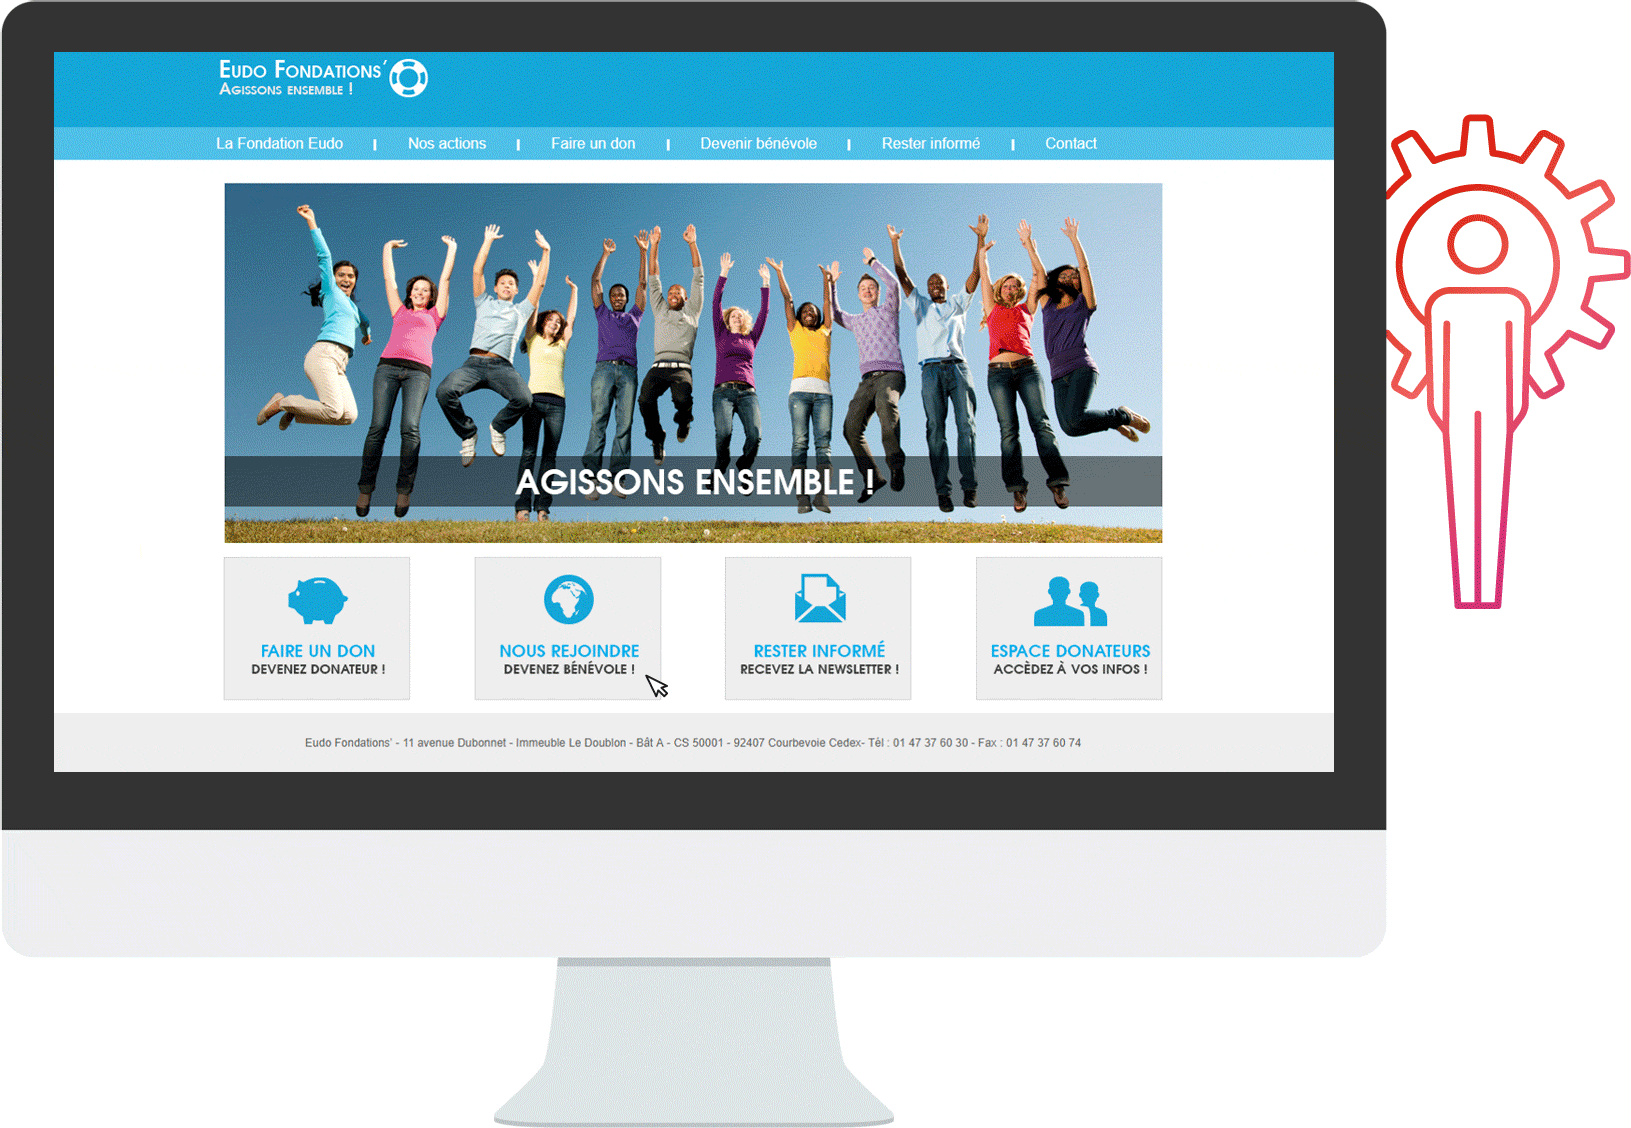 EUDO FONDATIONS'
AGISSONS ENSEMBLE !
La Fondation Eudo
Nos actions
Faire un don
Devenir bénévole
Rester informé
Contact
AGISSONS ENSEMBLE !
FAIRE UN DON
DEVENEZ DONATEUR !
NOUS REJOINDRE
DEVENEZ BÉNÉVOLE !
RESTER INFORMÉ
RECEVEZ LA NEWSLETTER !
ESPACE DONATEURS
ACCÈDEZ À VOS INFOS !
Eudo Fondations' - 11 avenue Dubonnet - Immeuble Le Doublon - Bât A - CS 50001 - 92407 Courbevoie Cedex- Tèl : 01 47 37 60 30 - Fax : 01 47 37 60 74